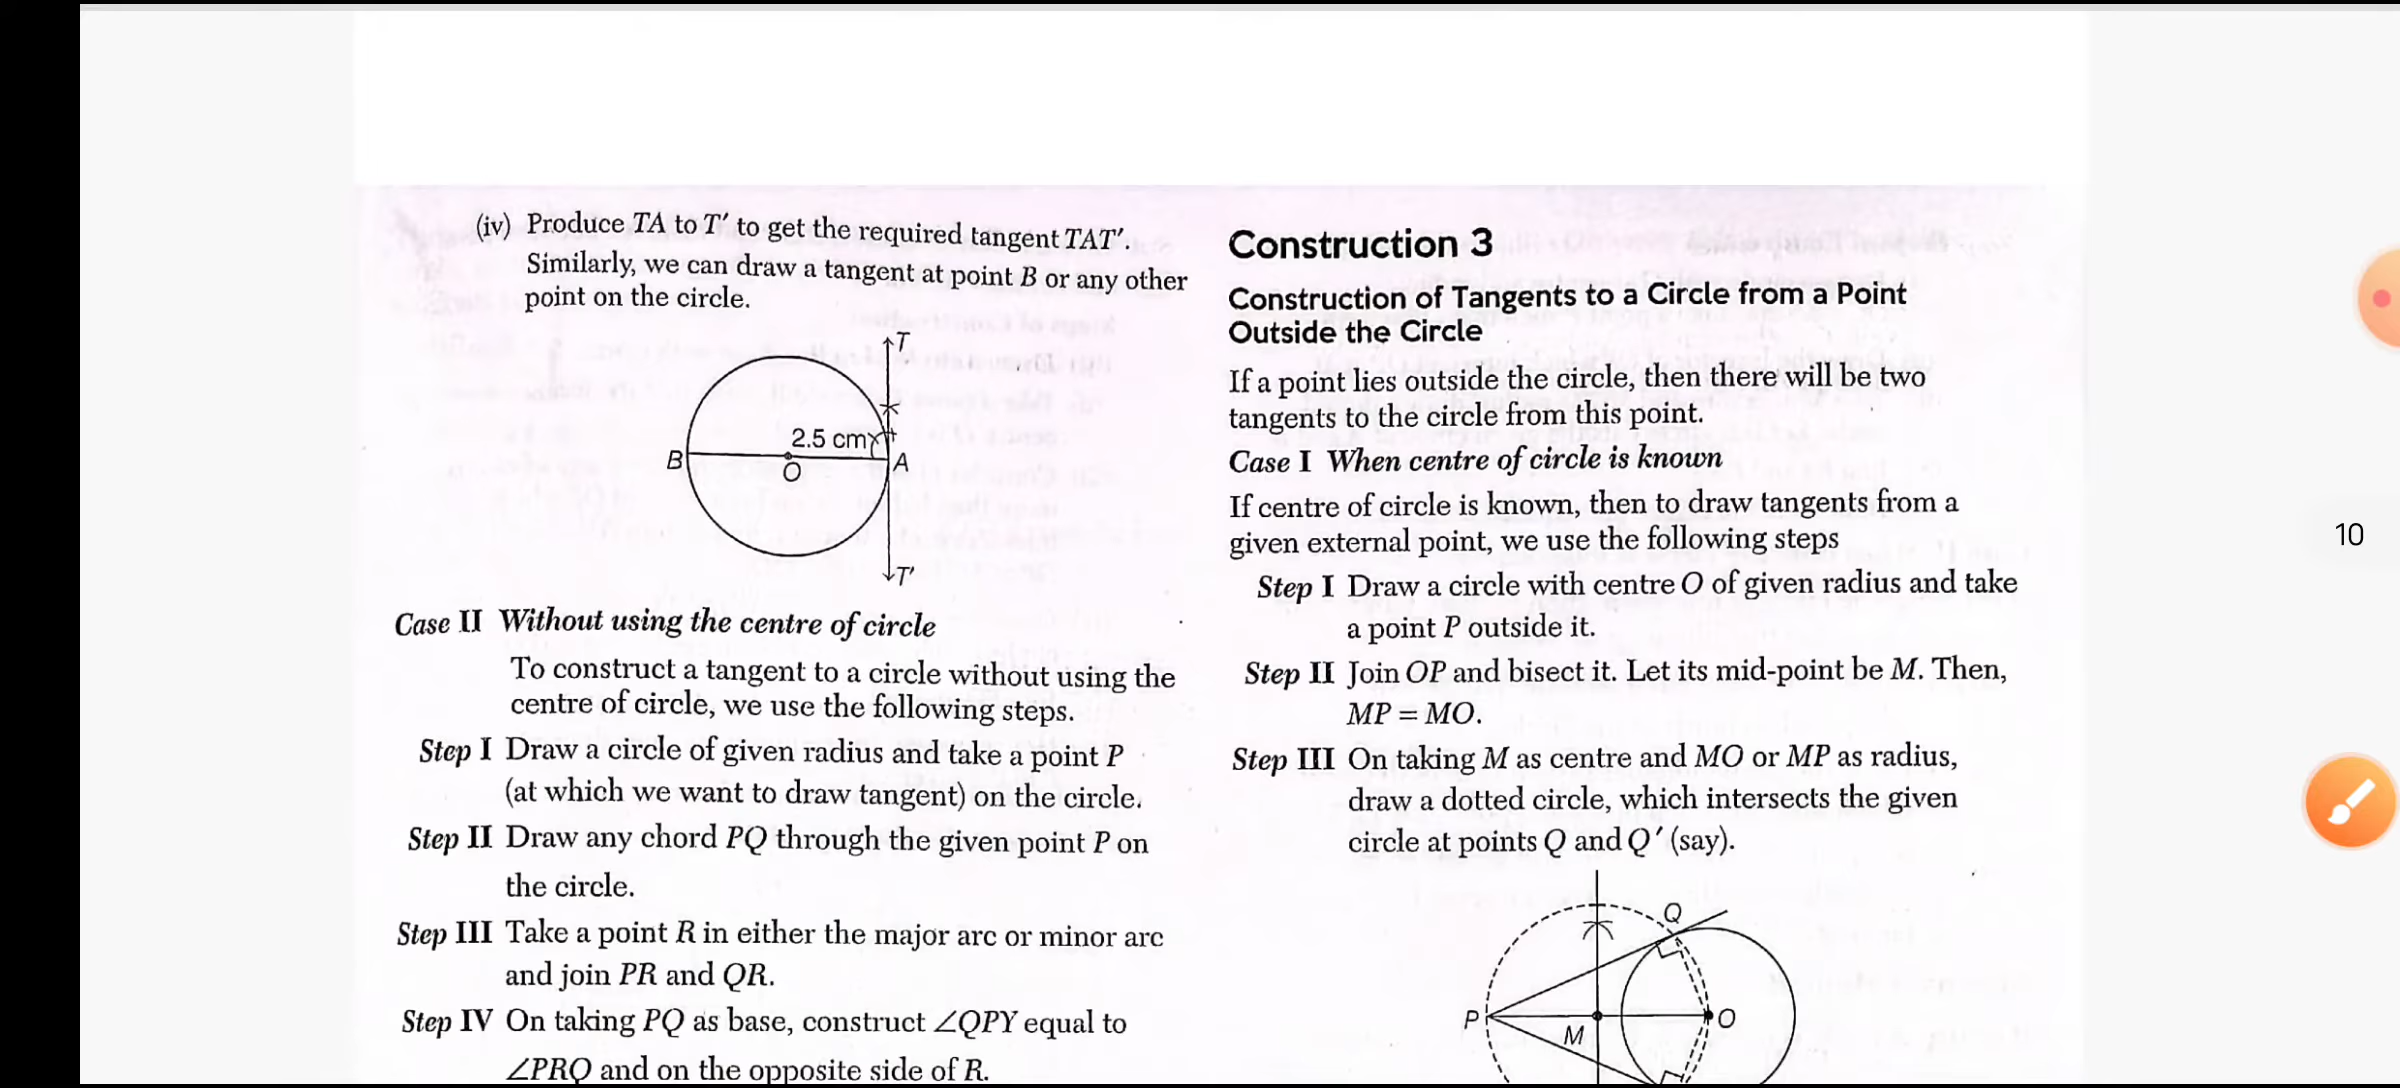 (iv) Produce TA to T′ to get the required tangent TAT′.
Similarly, we can draw a tangent at point B or any other
point on the circle.
T
2.5 cm
B
O
A
T′
Case II Without using the centre of circle
To construct a tangent to a circle without using the
centre of circle, we use the following steps.
Step I Draw a circle of given radius and take a point P
(at which we want to draw tangent) on the circle.
Step II Draw any chord PQ through the given point P on
the circle.
Step III Take a point R in either the major arc or minor arc
and join PR and QR.
Step IV On taking PQ as base, construct ∠QPY equal to
∠PRQ and on the opposite side of R.
Construction 3
Construction of Tangents to a Circle from a Point
Outside the Circle
If a point lies outside the circle, then there will be two
tangents to the circle from this point.
Case I When centre of circle is known
If centre of circle is known, then to draw tangents from a
given external point, we use the following steps
Step I Draw a circle with centre O of given radius and take
a point P outside it.
Step II Join OP and bisect it. Let its mid-point be M. Then,
MP = MO.
Step III On taking M as centre and MO or MP as radius,
draw a dotted circle, which intersects the given
circle at points Q and Q′ (say).
Q
P
M
O
10